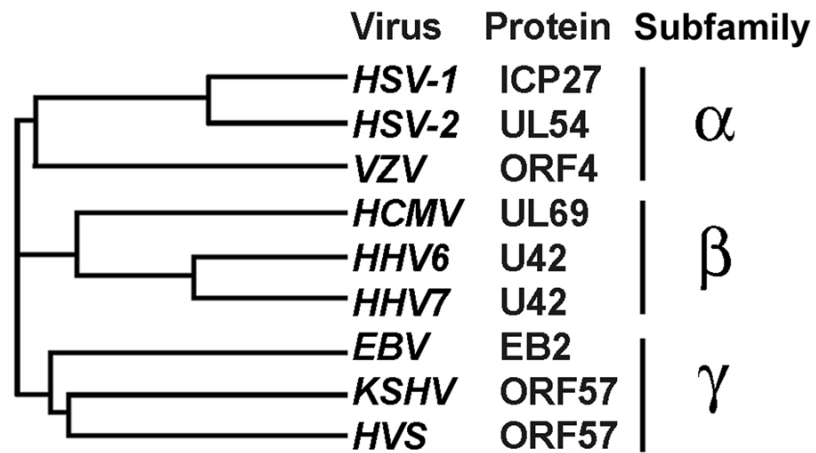 Virus Protein Subfamily
HSV-1 ICP27
HSV-2 UL54
α
VZV ORF4
HCMV UL69
HHV6 U42
β
HHV7 U42
EBV EB2
KSHV ORF57
γ
HVS ORF57